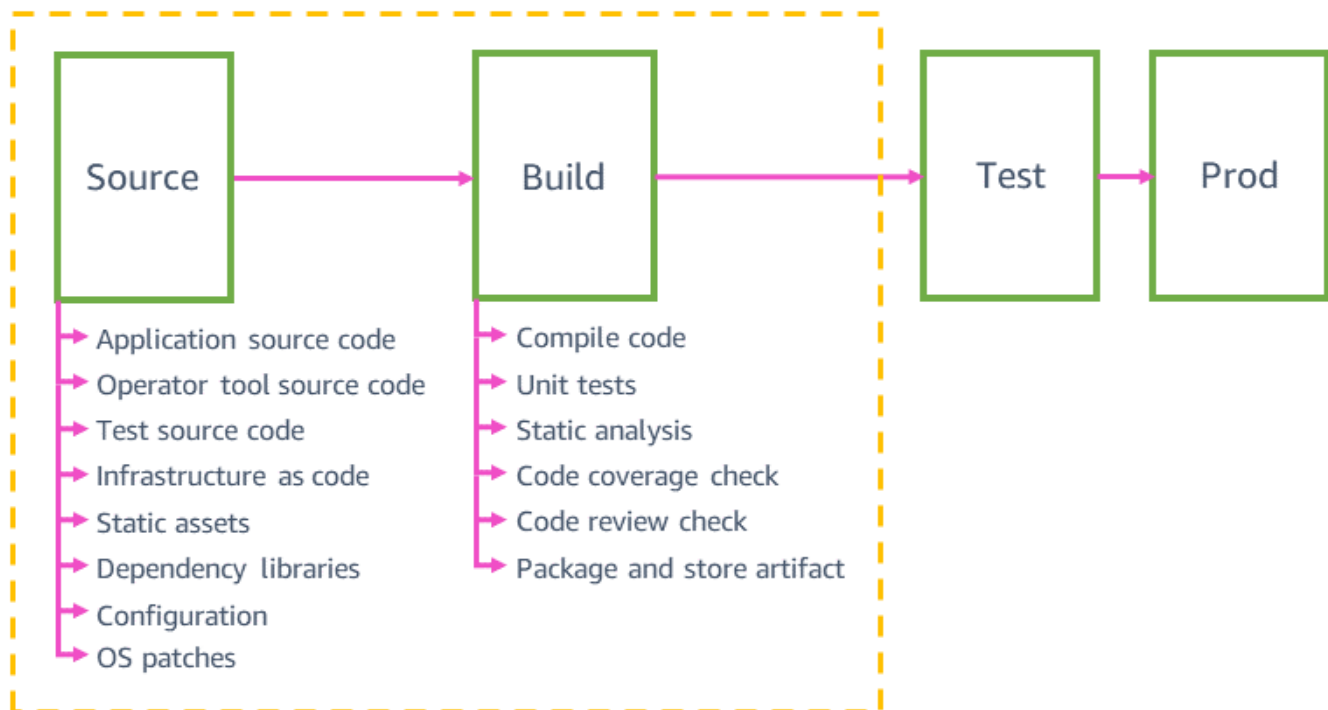 Source
Build
Test
Prod
Application source code
Operator tool source code
Test source code
Infrastructure as code
Static assets
Dependency libraries
Configuration
OS patches
Compile code
Unit tests
Static analysis
Code coverage check
Code review check
Package and store artifact